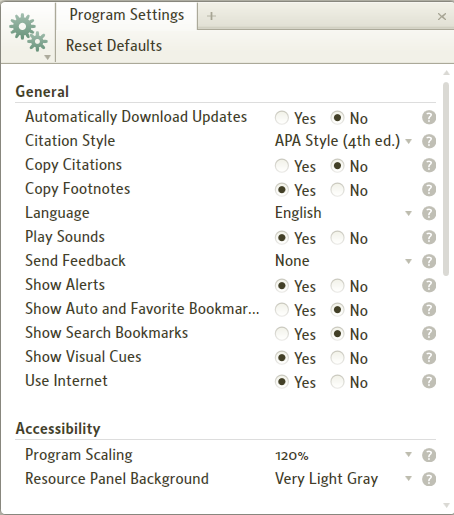 Program Settings
Reset Defaults
General
Automatically Download Updates Yes No ?
Citation Style APA Style (4th ed.) ?
Copy Citations Yes No ?
Copy Footnotes Yes No ?
Language English ?
Play Sounds Yes No ?
Send Feedback None ?
Show Alerts Yes No ?
Show Auto and Favorite Bookmar... Yes No ?
Show Search Bookmarks Yes No ?
Show Visual Cues Yes No ?
Use Internet Yes No ?
Accessibility
Program Scaling 120% ?
Resource Panel Background Very Light Gray ?